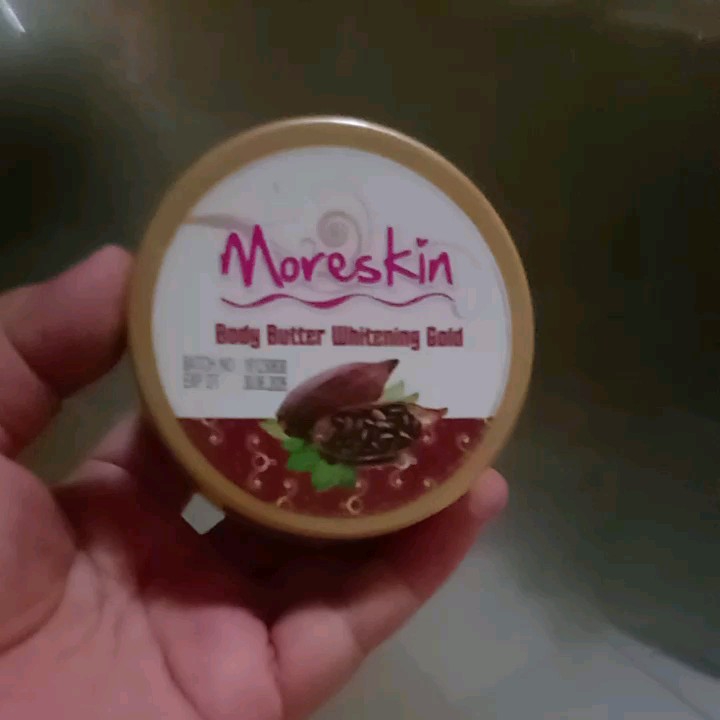 Moreskin
Body Butter Whitening Gold
BATCH NO
EXP DT